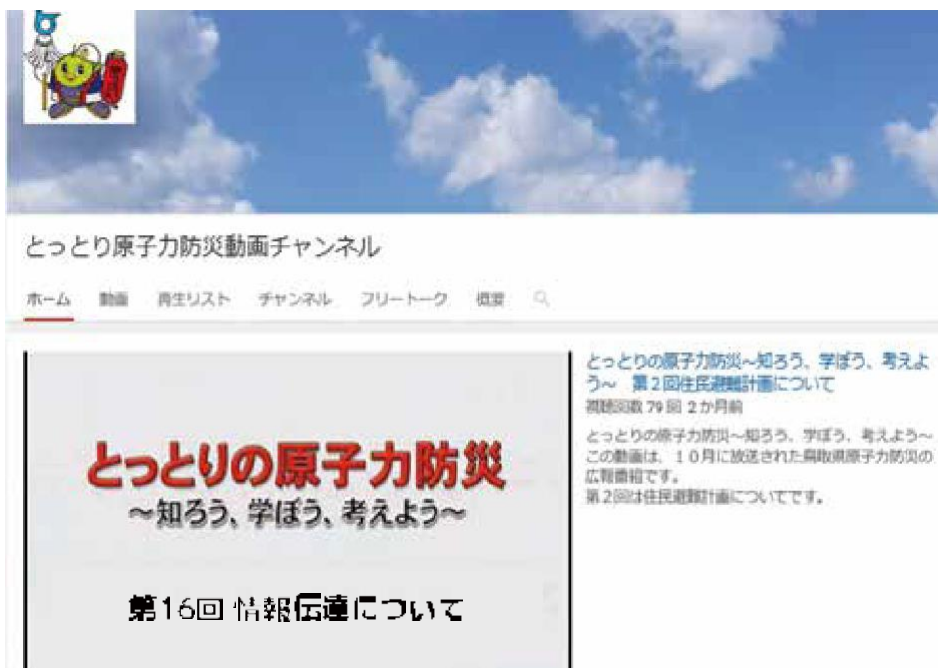 とっとり原子力防災動画チャンネル
ホーム 動画 再生リスト チャンネル フリートーク 概要
とっとりの原子力防災
～知ろう、学ぼう、考えよう～
第16回 情報伝達について
とっとりの原子力防災～知ろう、学ぼう、考えよ
う～ 第2回住民避難計画について
視聴回数 79 回 2 か月前
とっとりの原子力防災～知ろう、学ぼう、考えよう～
この動画は、１０月に放送された鳥取県原子力防災の
広報番組です。
第２回は住民避難計画についてです。